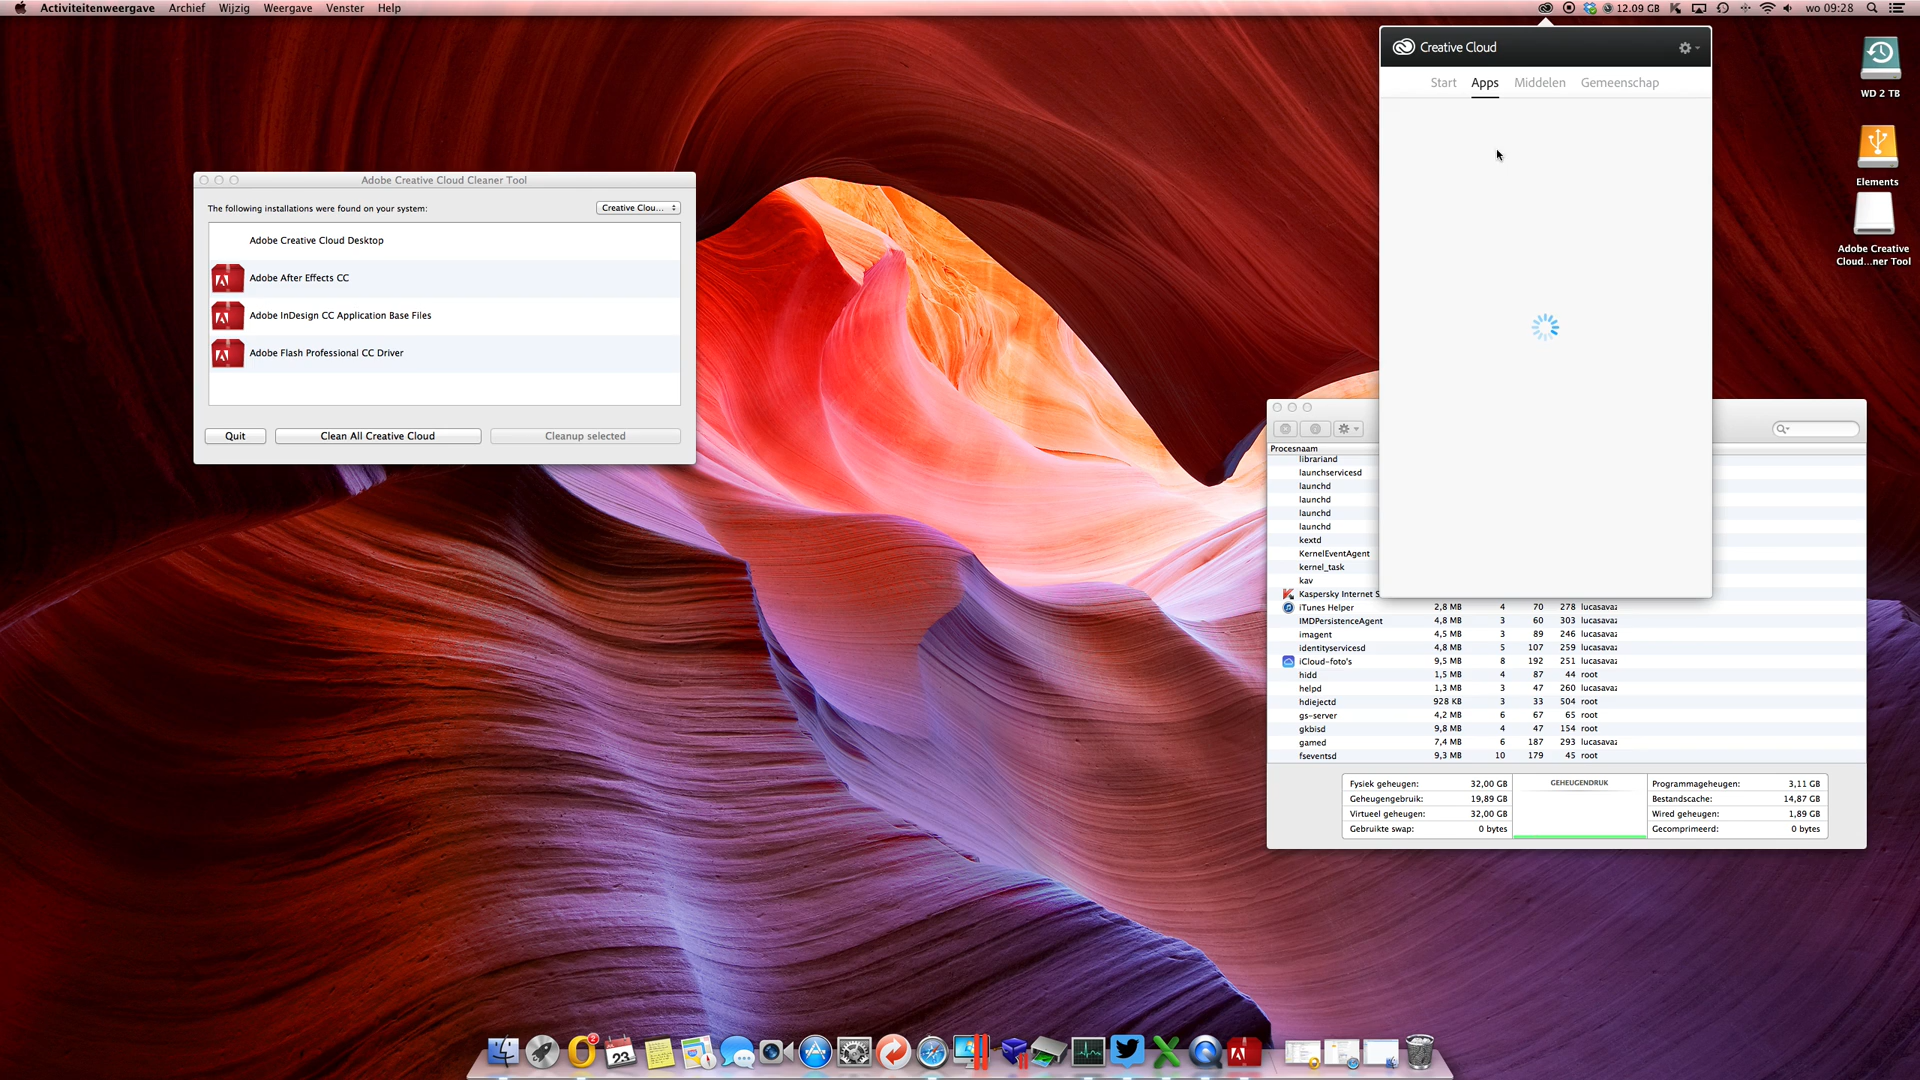 Activiteitenweergave Archief Wijzig Weergave Venster Help
12.09 GB wo 09:28
Creative Cloud
Start Apps Middelen Gemeenschap
WD 2 TB
Elements
Adobe Creative
Cloud...ner Tool
Adobe Creative Cloud Cleaner Tool
The following installations were found on your system:
Creative Clou...
Adobe Creative Cloud Desktop
Adobe After Effects CC
Adobe InDesign CC Application Base Files
Adobe Flash Professional CC Driver
Quit Clean All Creative Cloud Cleanup selected
Procesnaam
librariand
launchservicesd
launchd
launchd
launchd
launchd
kextd
KernelEventAgent
kernel_task
kav
Kaspersky Internet S
iTunes Helper 2,8 MB 4 70 278 lucasavaz
IMDPersistenceAgent 4,8 MB 3 60 303 lucasavaz
imagent 4,5 MB 3 89 246 lucasavaz
identityservicesd 4,8 MB 5 107 259 lucasavaz
iCloud-foto's 9,5 MB 8 192 251 lucasavaz
hidd 1,5 MB 4 87 44 root
helpd 1,3 MB 3 47 260 lucasavaz
hdiejectd 928 KB 3 33 504 root
gs-server 4,2 MB 6 67 65 root
gkbisd 9,8 MB 4 47 154 root
gamed 7,4 MB 6 187 293 lucasavaz
fseventsd 9,3 MB 10 179 45 root
Fysiek geheugen: 32,00 GB
Geheugengebruik: 19,89 GB
Virtueel geheugen: 32,00 GB
Gebruikte swap: 0 bytes
GEHEUGENDRUK
Programmageheugen: 3,11 GB
Bestandscache: 14,87 GB
Wired geheugen: 1,89 GB
Gecomprimeerd: 0 bytes
2
23